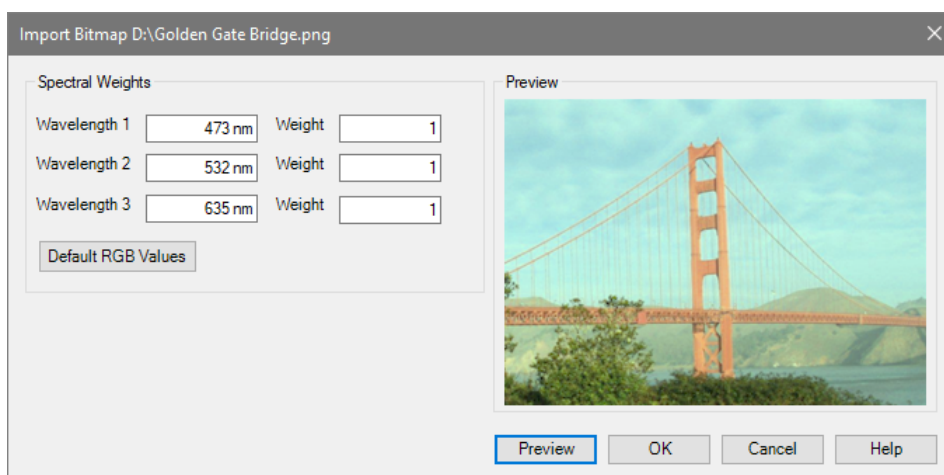 Import Bitmap D:\Golden Gate Bridge.png
Spectral Weights
Wavelength 1 473 nm Weight 1
Wavelength 2 532 nm Weight 1
Wavelength 3 635 nm Weight 1
Default RGB Values
Preview
Preview OK Cancel Help